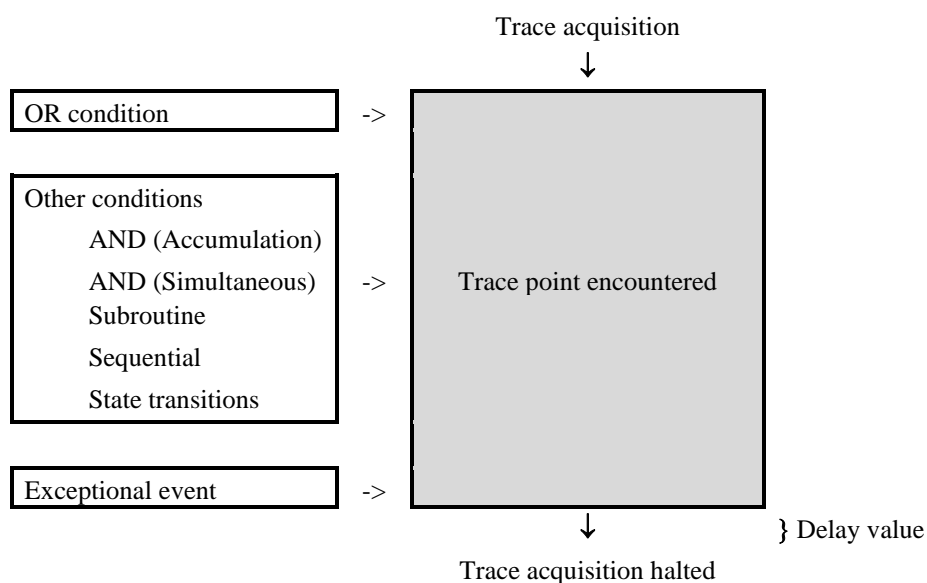 Trace acquisition
↓
OR condition ->
Other conditions
AND (Accumulation)
AND (Simultaneous) -> Trace point encountered
Subroutine
Sequential
State transitions
Exceptional event ->
↓
} Delay value
Trace acquisition halted